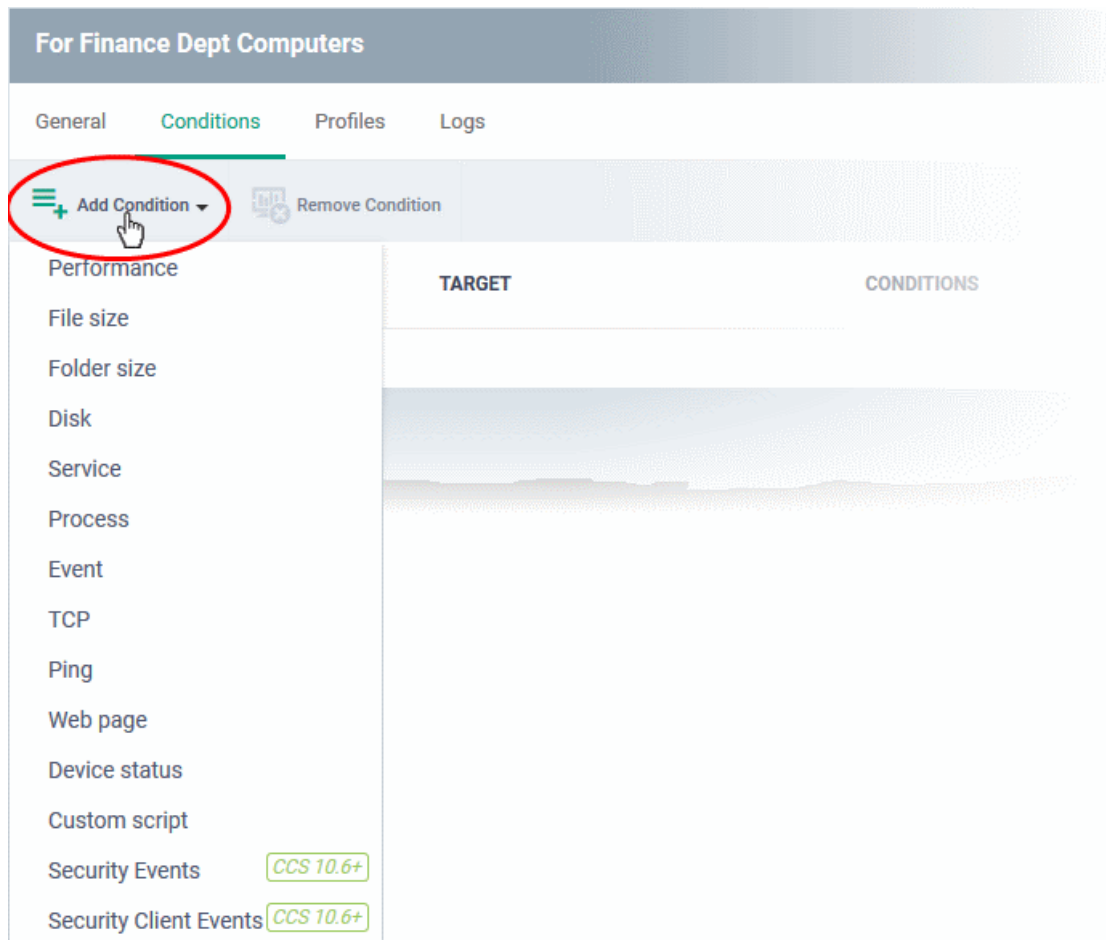 For Finance Dept Computers
General Conditions Profiles Logs
Add Condition Remove Condition
Performance
TARGET CONDITIONS
File size
Folder size
Disk
Service
Process
Event
TCP
Ping
Web page
Device status
Custom script
Security Events CCS 10.6+
Security Client Events CCS 10.6+